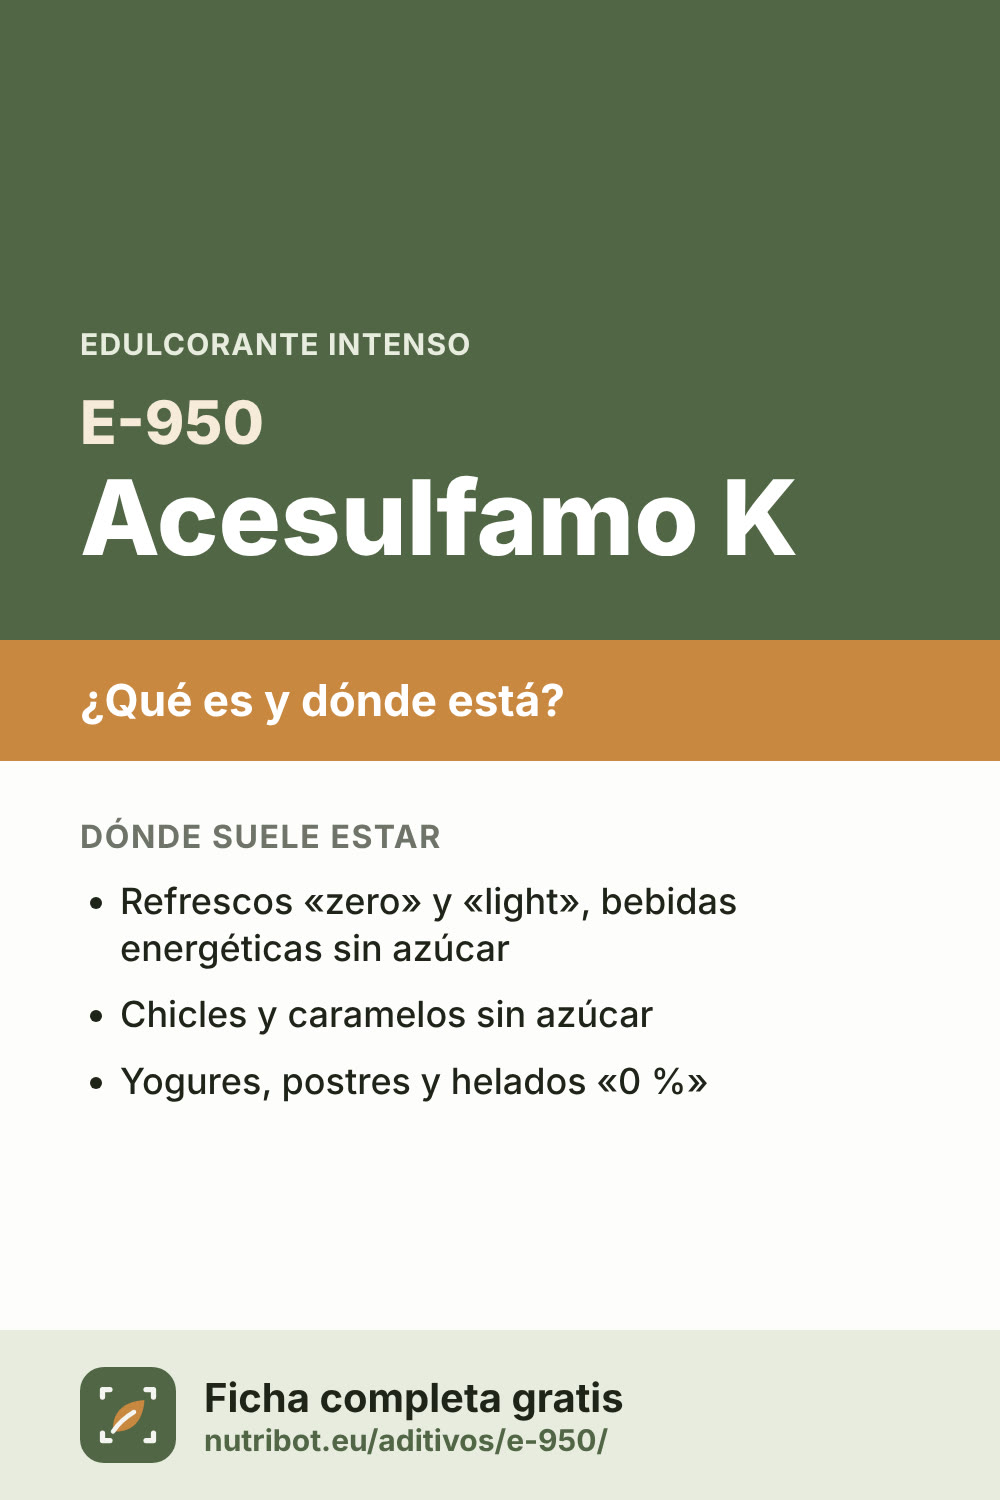 EDULCORANTE INTENSO
E-950
Acesulfamo K
¿Qué es y dónde está?
DÓNDE SUELE ESTAR
• Refrescos «zero» y «light», bebidas
energéticas sin azúcar
• Chicles y caramelos sin azúcar
• Yogures, postres y helados «0 %»
Ficha completa gratis
nutribot.eu/aditivos/e-950/